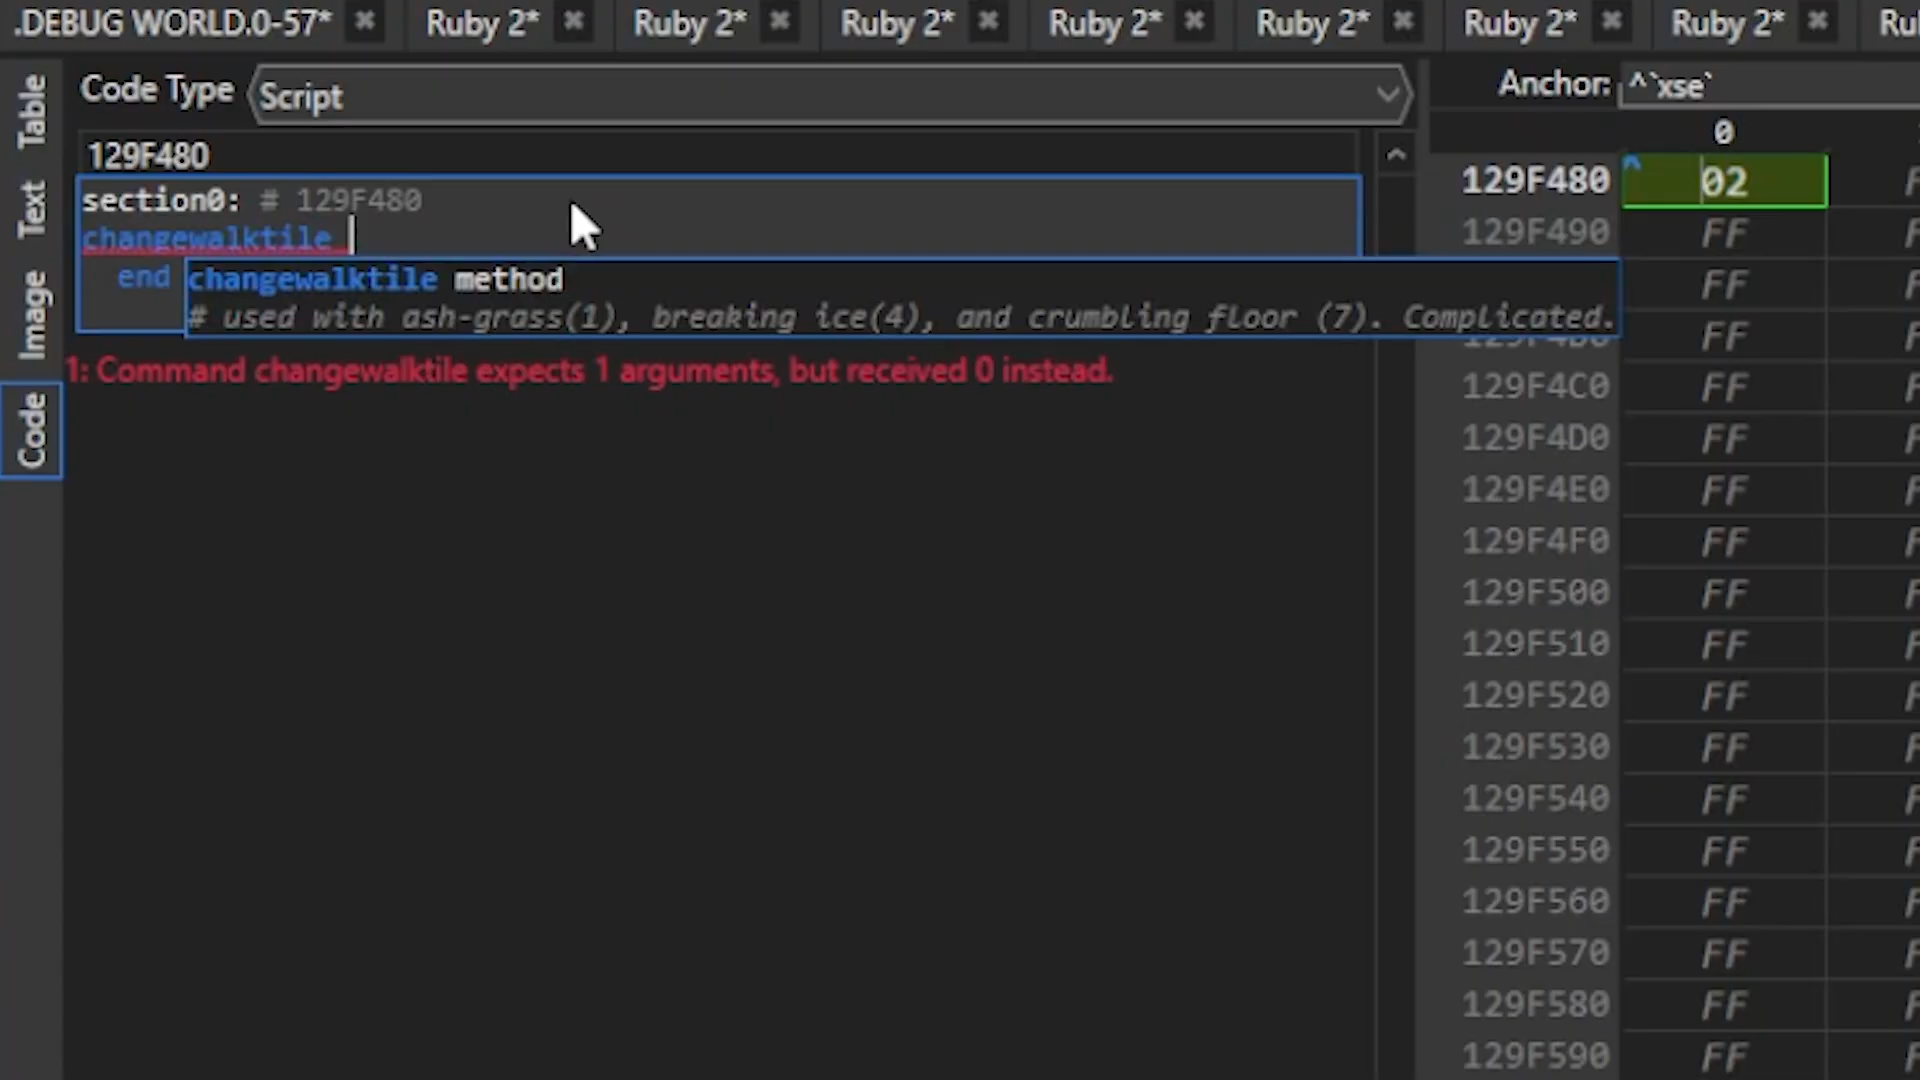 .DEBUG WORLD.0-57* Ruby 2* Ruby 2* Ruby 2* Ruby 2* Ruby 2* Ruby 2* Ruby 2*
Table
Text
Image
Code
Code Type Script
129F480
section0: # 129F480
changewalktile
end
changewalktile method
# used with ash-grass(1), breaking ice(4), and crumbling floor (7). Complicated.
1: Command changewalktile expects 1 arguments, but received 0 instead.
Anchor: ^`xse`
0
129F480 02
129F490 FF
FF
FF
129F4C0 FF
129F4D0 FF
129F4E0 FF
129F4F0 FF
129F500 FF
129F510 FF
129F520 FF
129F530 FF
129F540 FF
129F550 FF
129F560 FF
129F570 FF
129F580 FF
129F590 FF